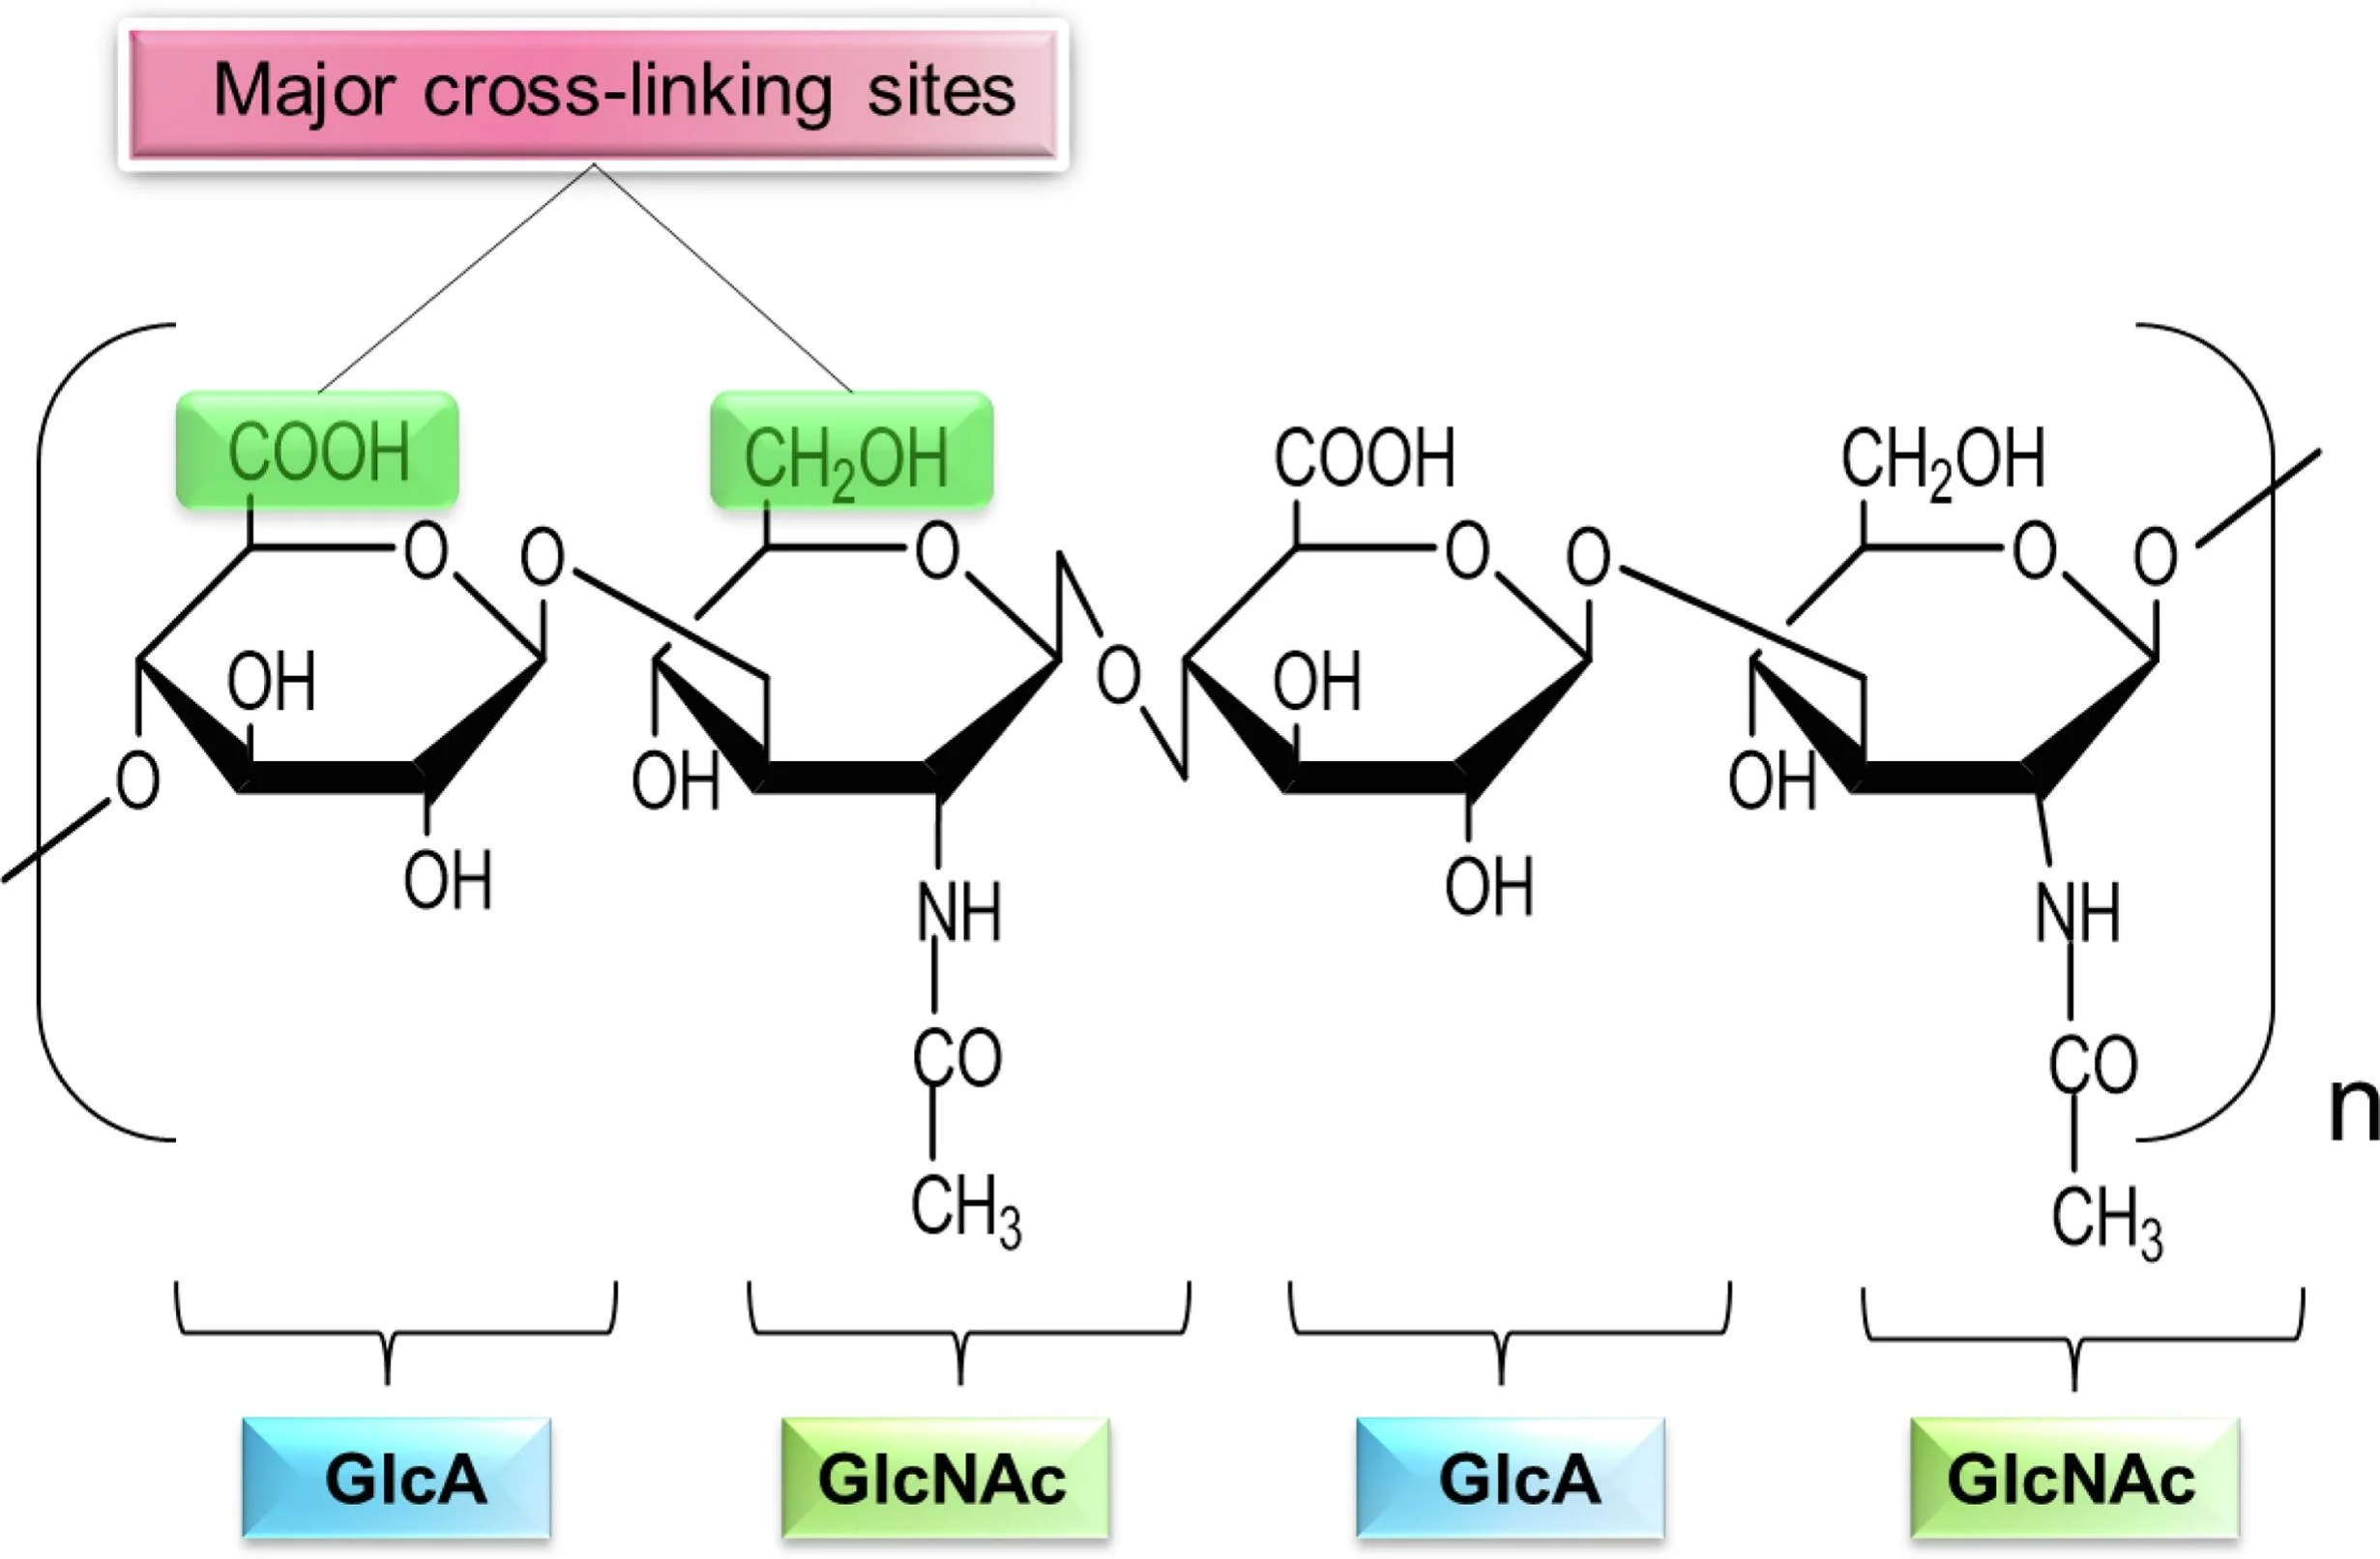 Major cross-linking sites
COOH CH₂OH COOH CH₂OH
O O O O O O
OH O OH
O OH OH OH
OH NH OH NH
CO CO
n
CH₃ CH₃
GlcA GlcNAc GlcA GlcNAc